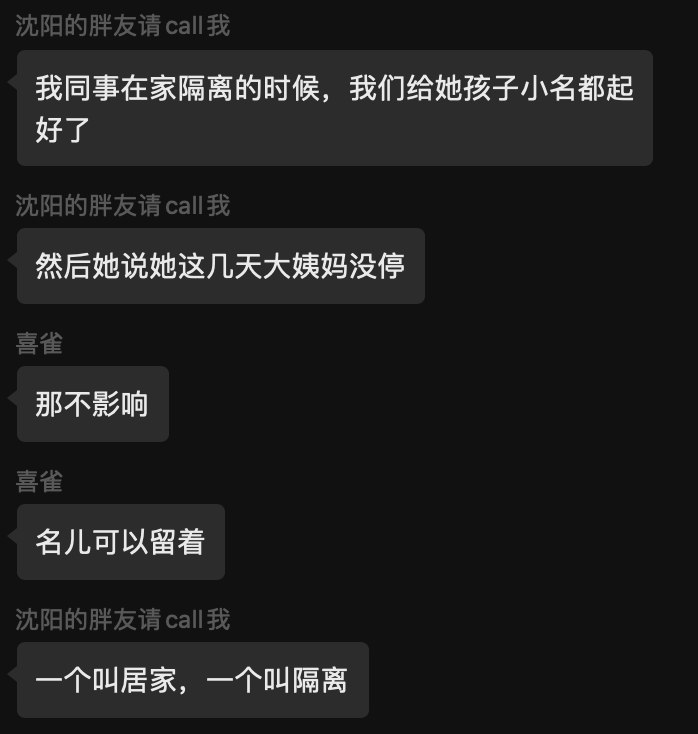 沈阳的胖友请call我
我同事在家隔离的时候，我们给她孩子小名都起
好了
沈阳的胖友请call我
然后她说她这几天大姨妈没停
喜雀
那不影响
喜雀
名儿可以留着
沈阳的胖友请call我
一个叫居家，一个叫隔离